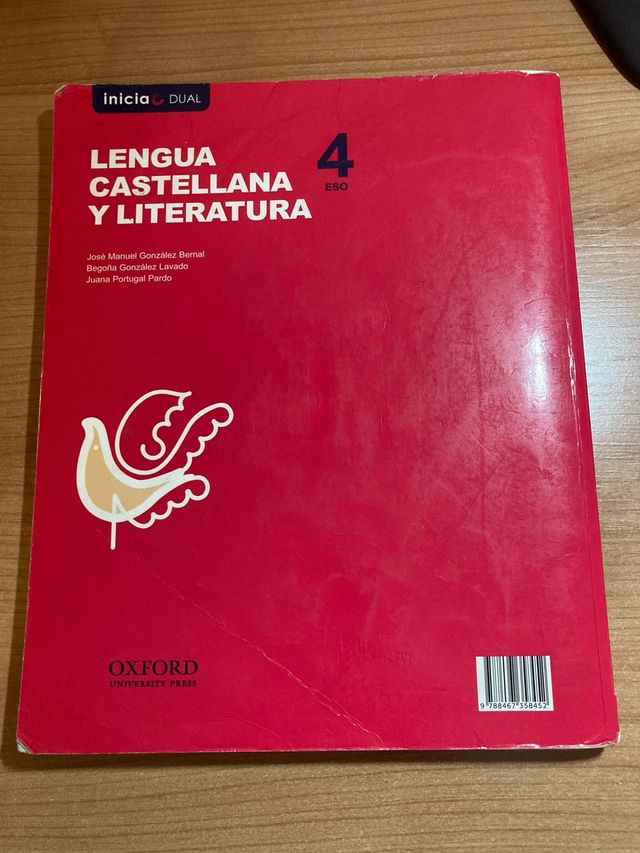 inicia DUAL
LENGUA
CASTELLANA
Y LITERATURA
4
ESO
José Manuel González Bernal
Begoña González Lavado
Juana Portugal Pardo
OXFORD
UNIVERSITY PRESS
9 788467 358452